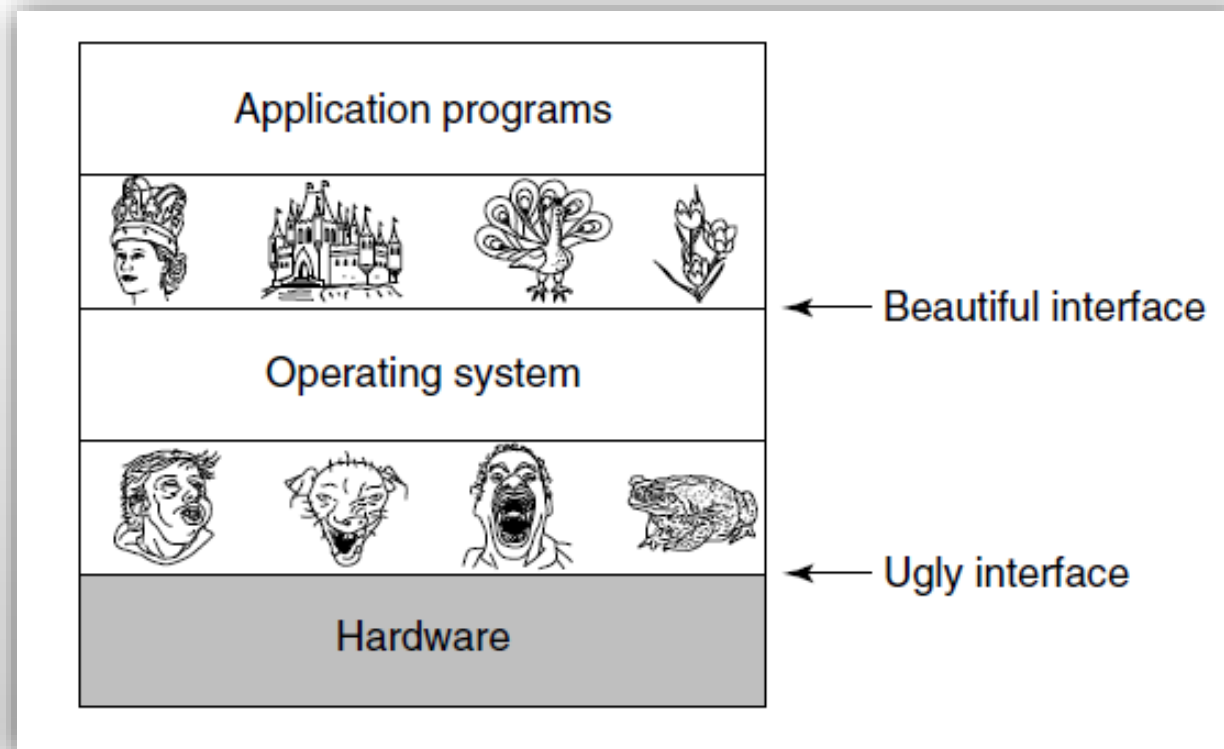 Application programs
Beautiful interface
Operating system
Ugly interface
Hardware